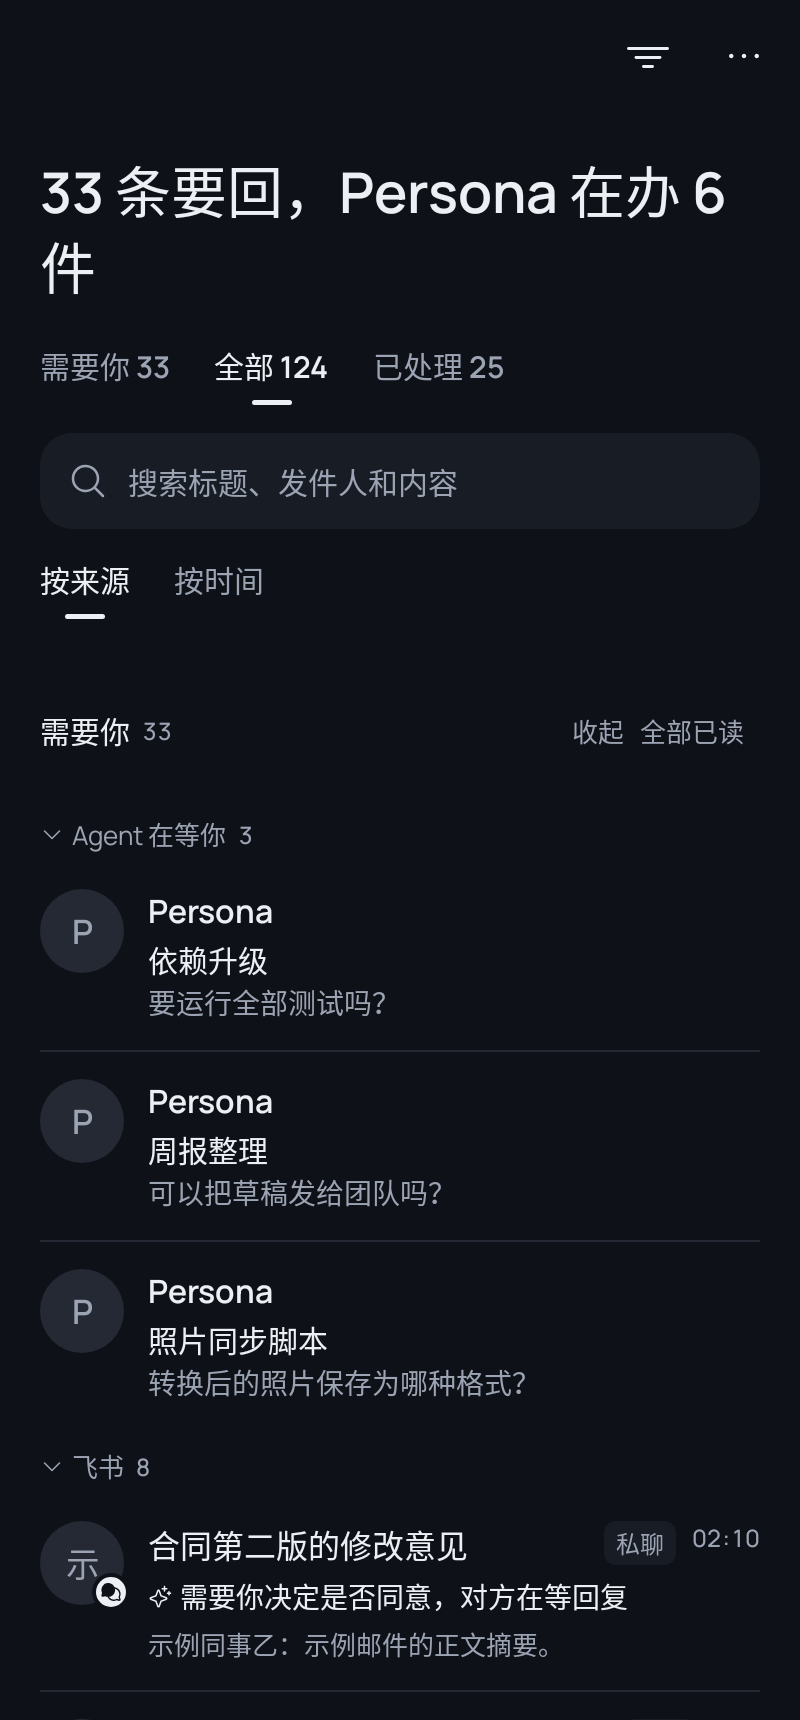 33 条要回，Persona 在办 6
件
需要你 33 全部 124 已处理 25
搜索标题、发件人和内容
按来源 按时间
需要你 33 收起 全部已读
Agent 在等你 3
P Persona
依赖升级
要运行全部测试吗？
P Persona
周报整理
可以把草稿发给团队吗？
P Persona
照片同步脚本
转换后的照片保存为哪种格式？
飞书 8
示 合同第二版的修改意见 私聊 02:10
需要你决定是否同意，对方在等回复
示例同事乙：示例邮件的正文摘要。